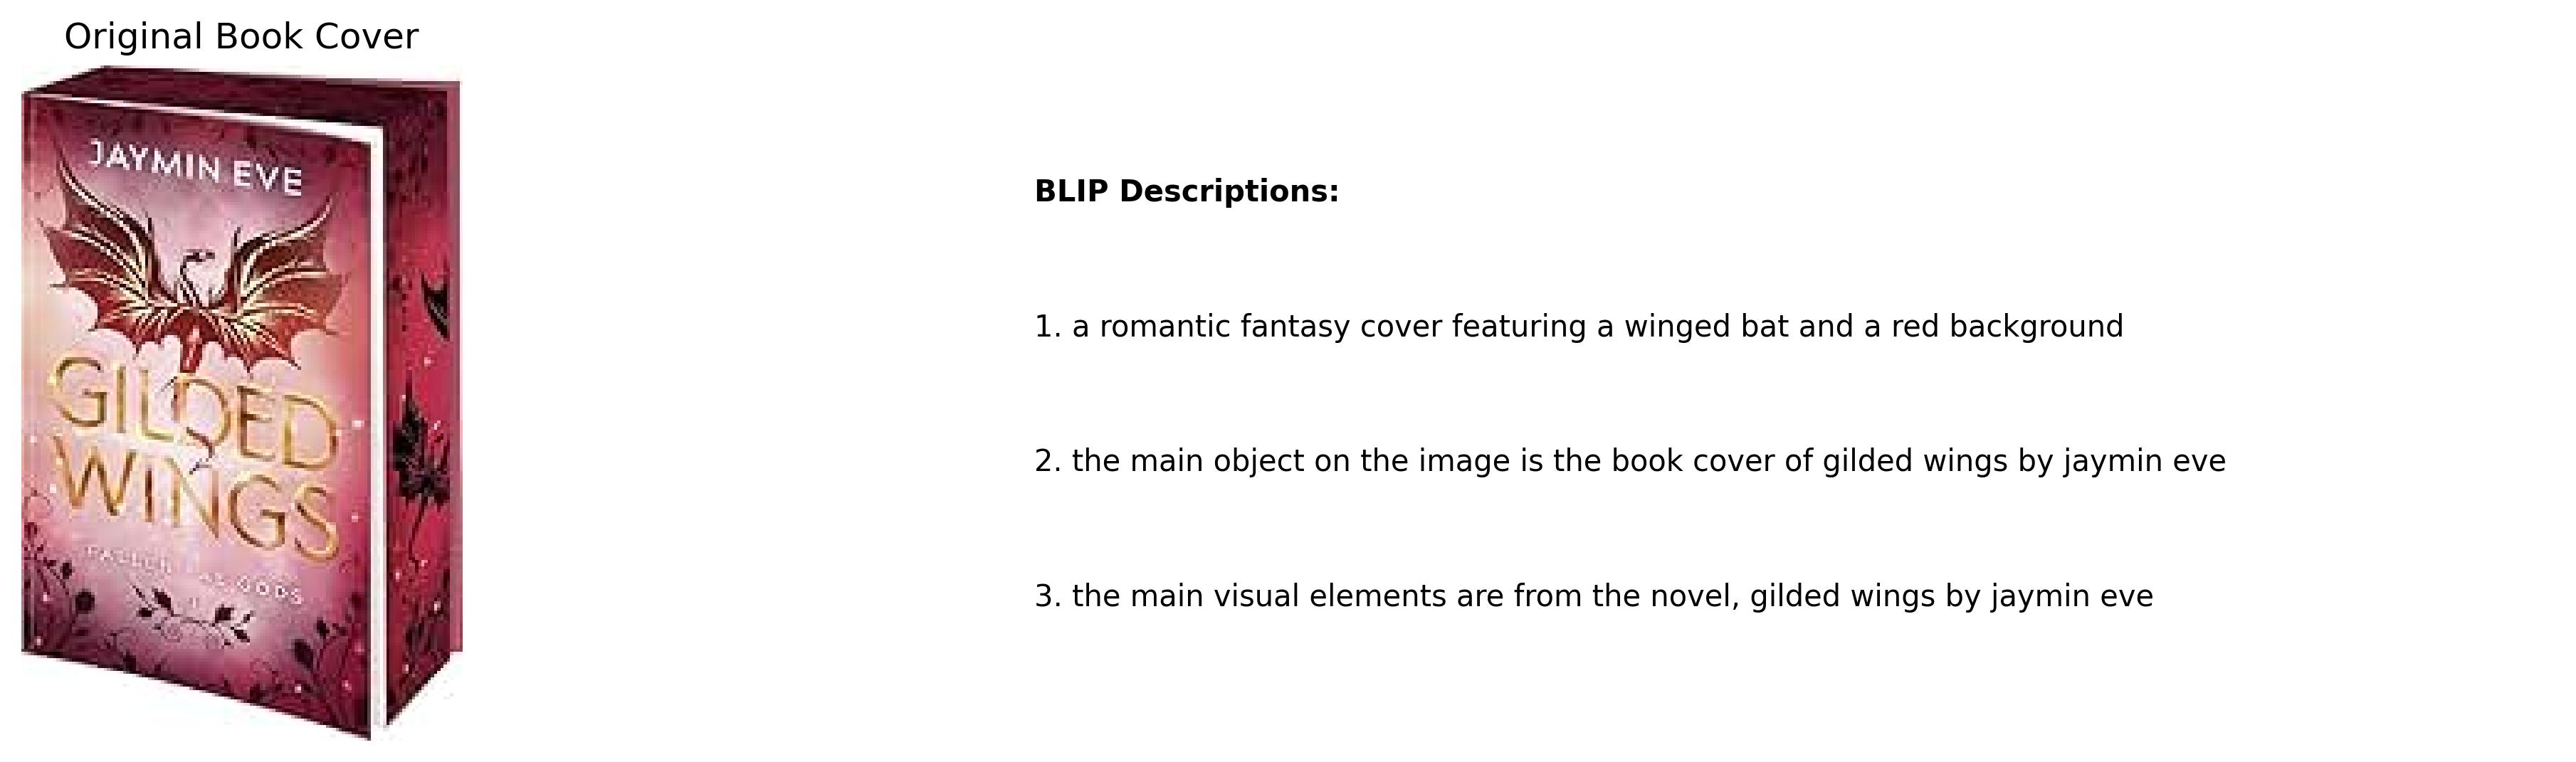 Original Book Cover
JAYMIN EVE
GILDED
WINGS
FALLEN FAE GODS
BLIP Descriptions:
1. a romantic fantasy cover featuring a winged bat and a red background
2. the main object on the image is the book cover of gilded wings by jaymin eve
3. the main visual elements are from the novel, gilded wings by jaymin eve